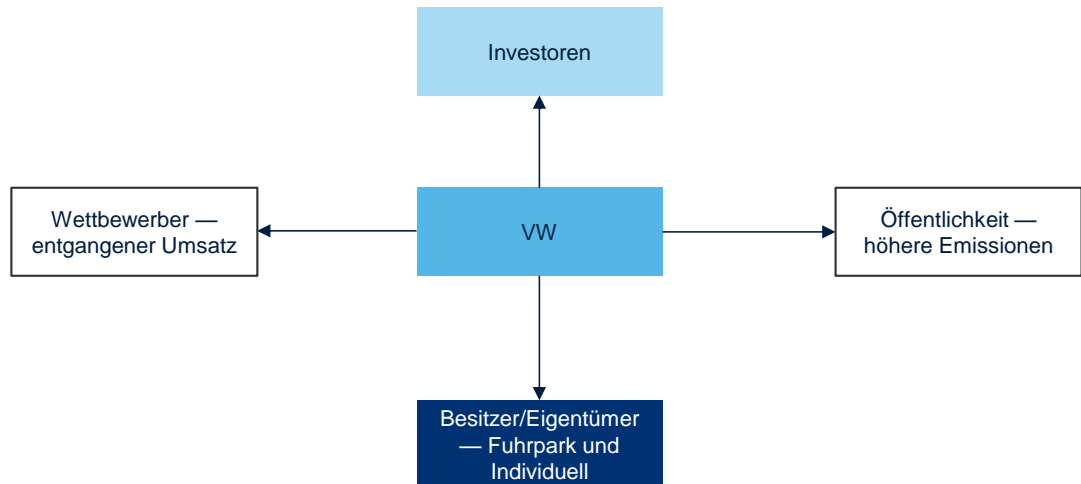 Investoren
Wettbewerber —
entgangener Umsatz
VW
Öffentlichkeit —
höhere Emissionen
Besitzer/Eigentümer
— Fuhrpark und
Individuell